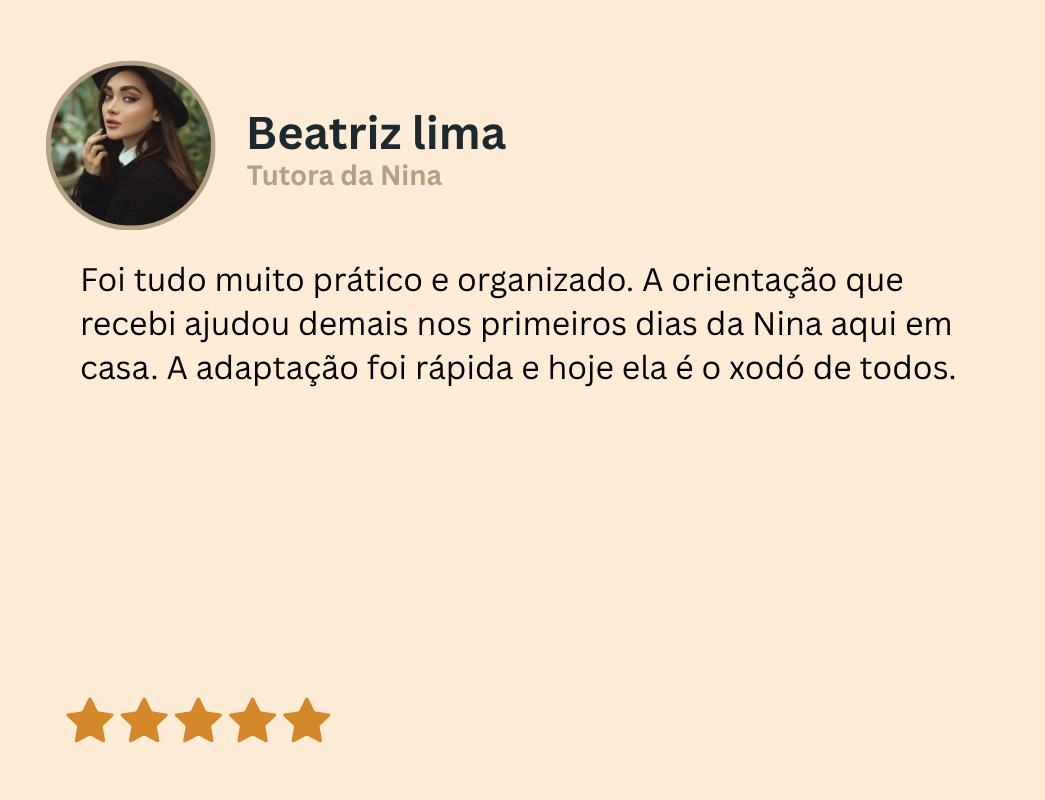 Beatriz lima
Tutora da Nina
Foi tudo muito prático e organizado. A orientação que
recebi ajudou demais nos primeiros dias da Nina aqui em
casa. A adaptação foi rápida e hoje ela é o xodó de todos.